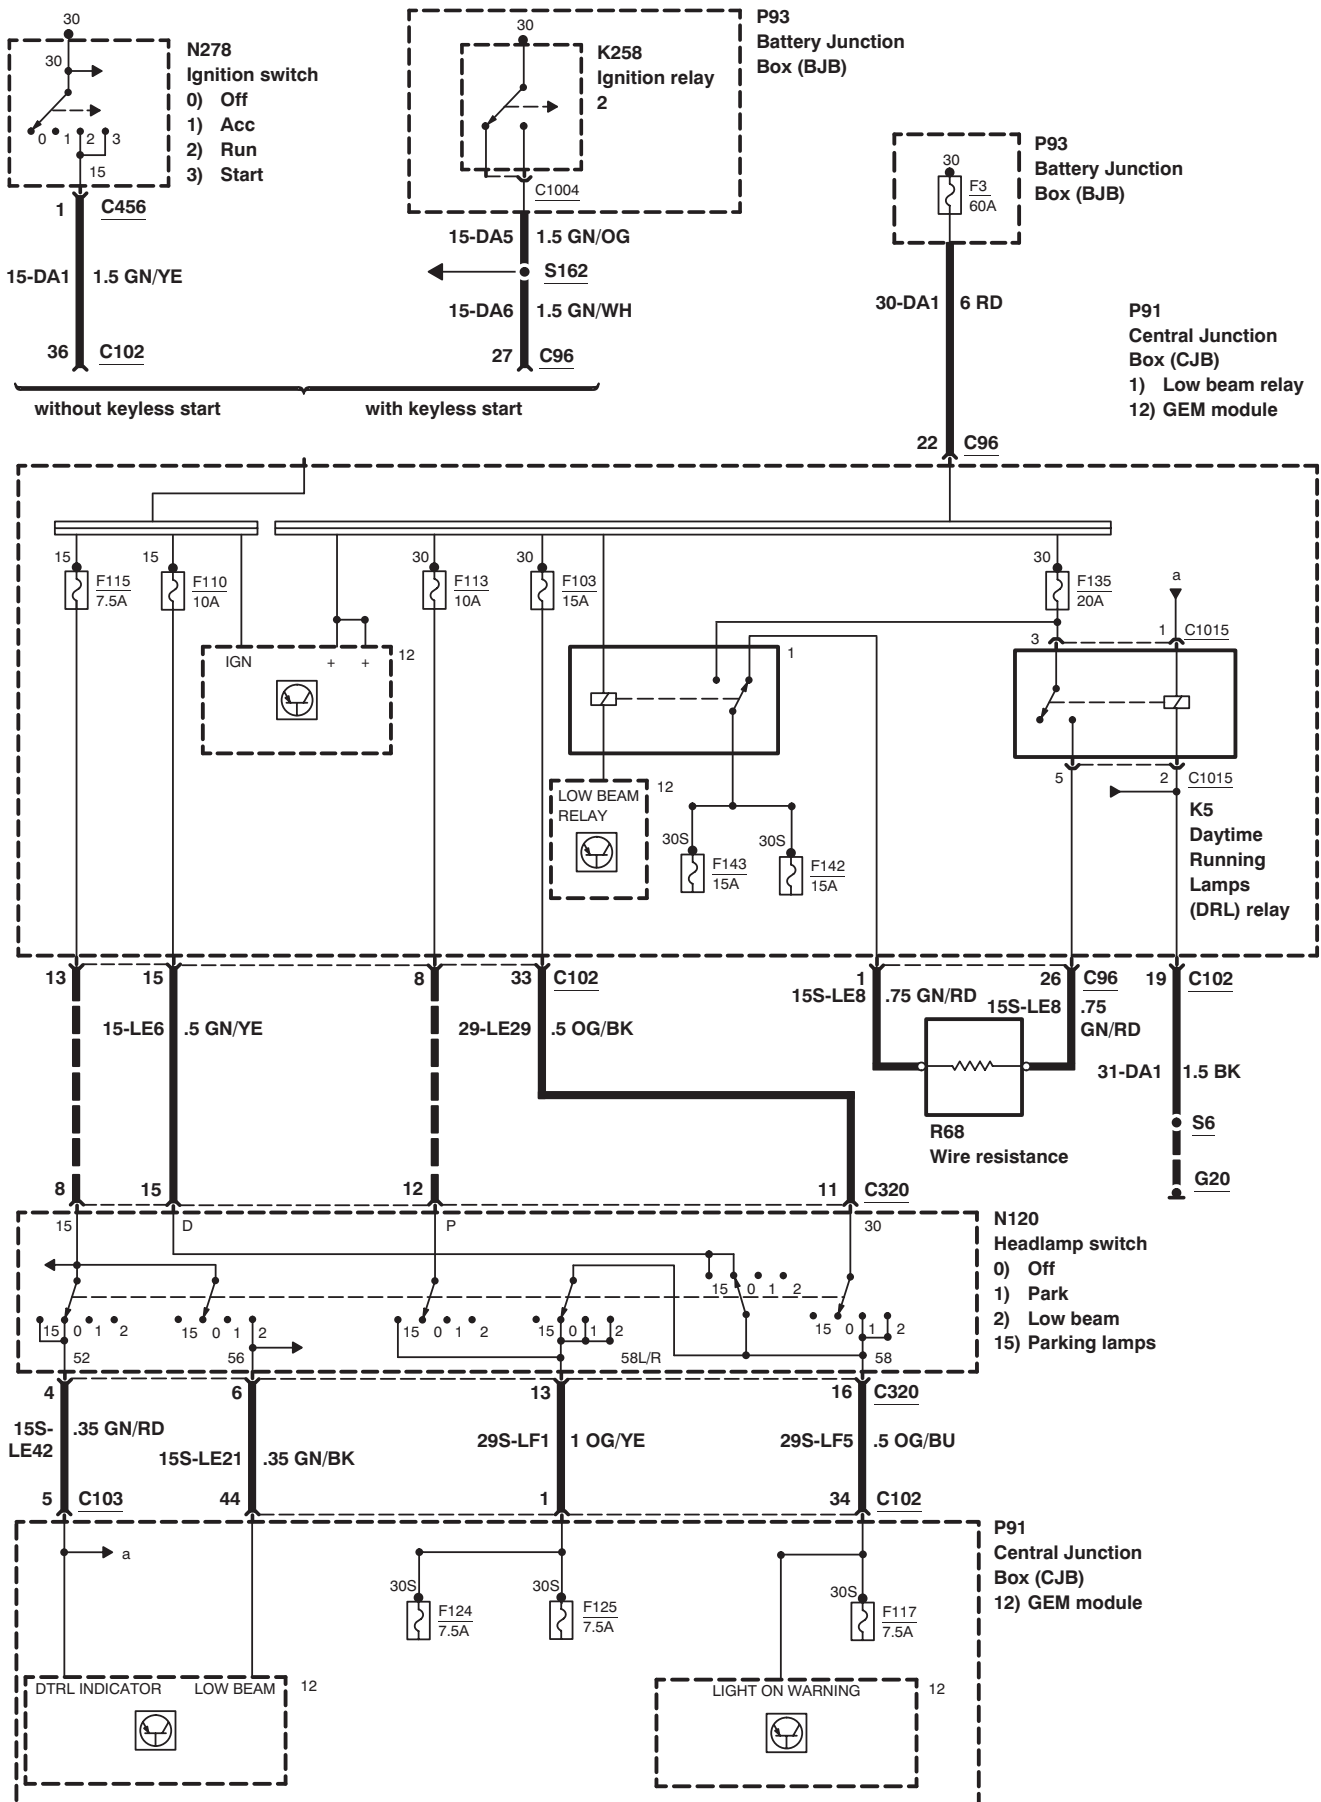 30
30
0 1 2 3
15
N278
Ignition switch
0) Off
1) Acc
2) Run
3) Start
1 C456
15-DA1 1.5 GN/YE
36 C102
30
K258
Ignition relay
2
C1004
P93
Battery Junction
Box (BJB)
15-DA5 1.5 GN/OG
S162
15-DA6 1.5 GN/WH
27 C96
without keyless start
with keyless start
30
F3
60A
P93
Battery Junction
Box (BJB)
30-DA1 6 RD
22 C96
P91
Central Junction
Box (CJB)
1) Low beam relay
12) GEM module
15
F115
7.5A
15
F110
10A
30
F113
10A
30
F103
15A
30
F135
20A
a
IGN + + 12
1
3 1 C1015
5 2 C1015
LOW BEAM
RELAY
12
30S
F143
15A
30S
F142
15A
K5
Daytime
Running
Lamps
(DRL) relay
13 15 8 33 C102
1 26 C96
19 C102
15-LE6 .5 GN/YE
29-LE29 .5 OG/BK
15S-LE8 .75 GN/RD
15S-LE8 .75
GN/RD
31-DA1 1.5 BK
S6
G20
R68
Wire resistance
8 15 12 11 C320
15 D P 30
15 0 1 2
15 0 1 2
15 0 1 2
15 0 1 2
15 0 1 2
15 0 1 2
52 56 58L/R 58
N120
Headlamp switch
0) Off
1) Park
2) Low beam
15) Parking lamps
4 6 13 16 C320
15S-
LE42
.35 GN/RD
15S-LE21 .35 GN/BK
29S-LF1 1 OG/YE
29S-LF5 .5 OG/BU
5 C103
44 1 34 C102
a
30S
F124
7.5A
30S
F125
7.5A
30S
F117
7.5A
P91
Central Junction
Box (CJB)
12) GEM module
DTRL INDICATOR LOW BEAM 12
LIGHT ON WARNING 12